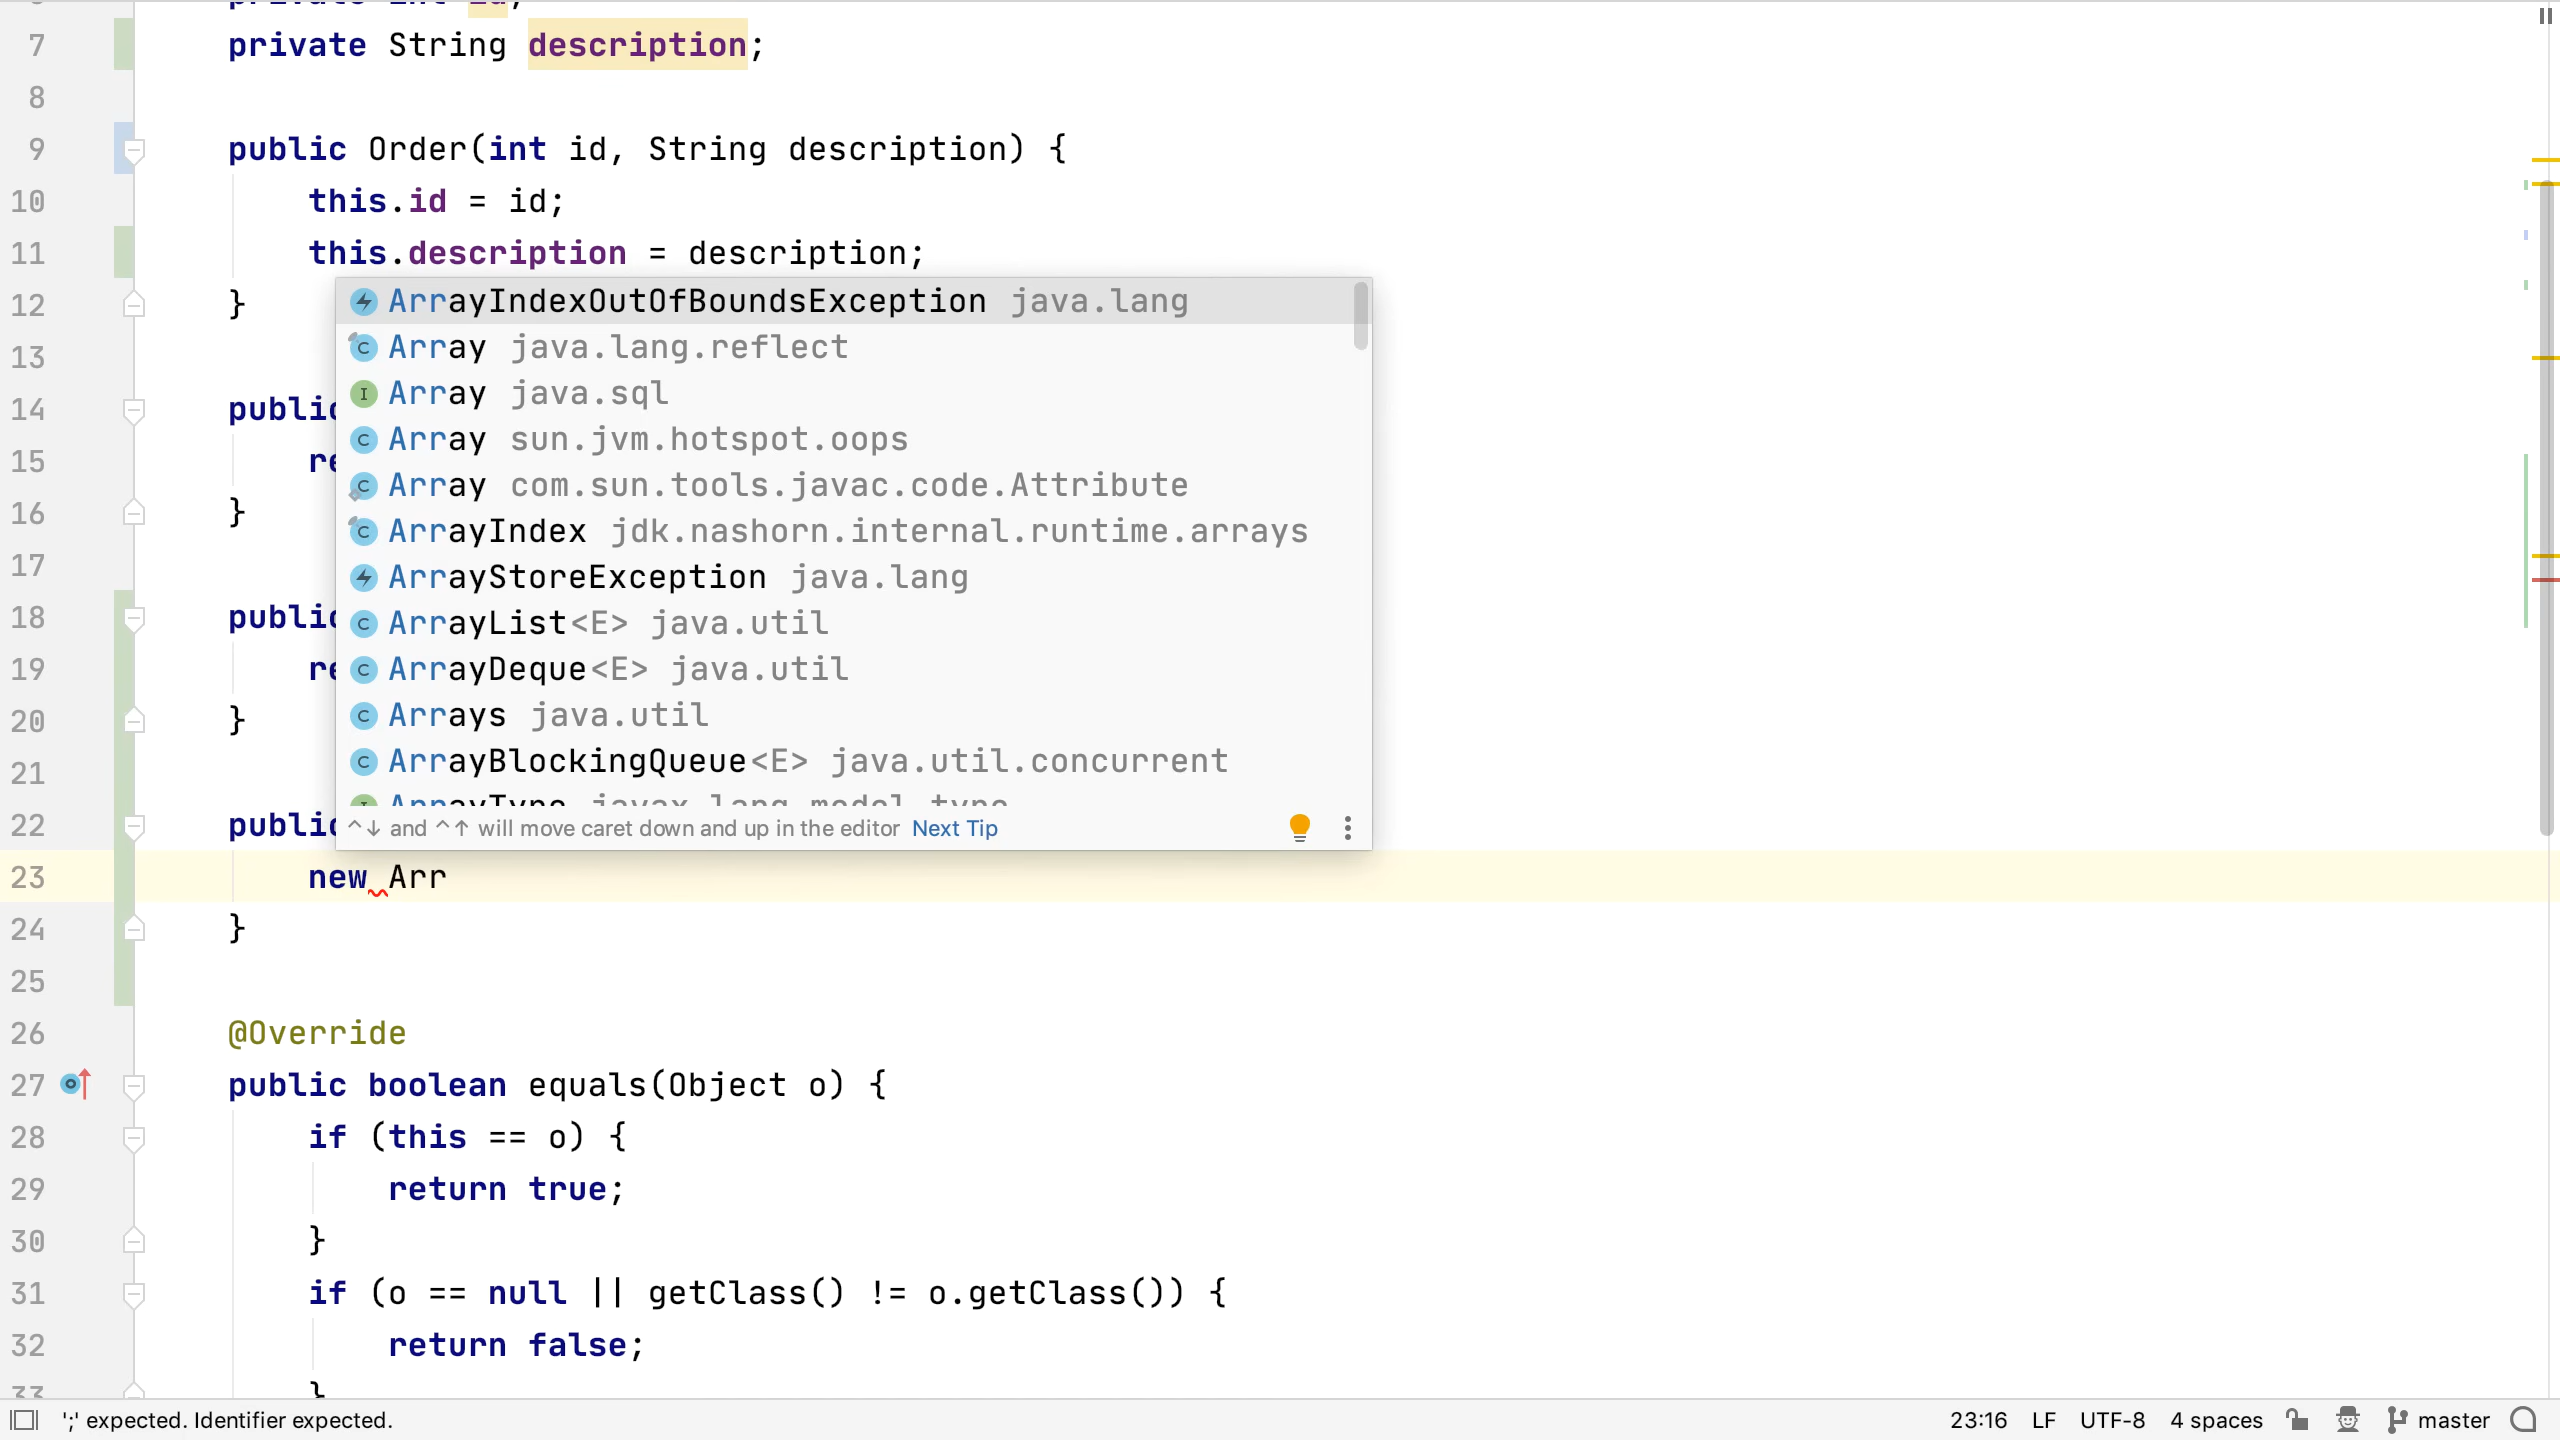 7 private String description;
8
9 public Order(int id, String description) {
10 this.id = id;
11 this.description = description;
12 }
ArrayIndexOutOfBoundsException java.lang
Array java.lang.reflect
13
Array java.sql
14 public
Array sun.jvm.hotspot.oops
15 re
Array com.sun.tools.javac.code.Attribute
16 }
ArrayIndex jdk.nashorn.internal.runtime.arrays
17
ArrayStoreException java.lang
18 public
ArrayList<E> java.util
19 re
ArrayDeque<E> java.util
20 }
Arrays java.util
21
ArrayBlockingQueue<E> java.util.concurrent
ArrayType javax.lang.model.type
22 public
^↓ and ^↑ will move caret down and up in the editor Next Tip
23 new Arr
24 }
25
26 @Override
27 public boolean equals(Object o) {
28 if (this == o) {
29 return true;
30 }
31 if (o == null || getClass() != o.getClass()) {
32 return false;
33 }
';' expected. Identifier expected. 23:16 LF UTF-8 4 spaces master